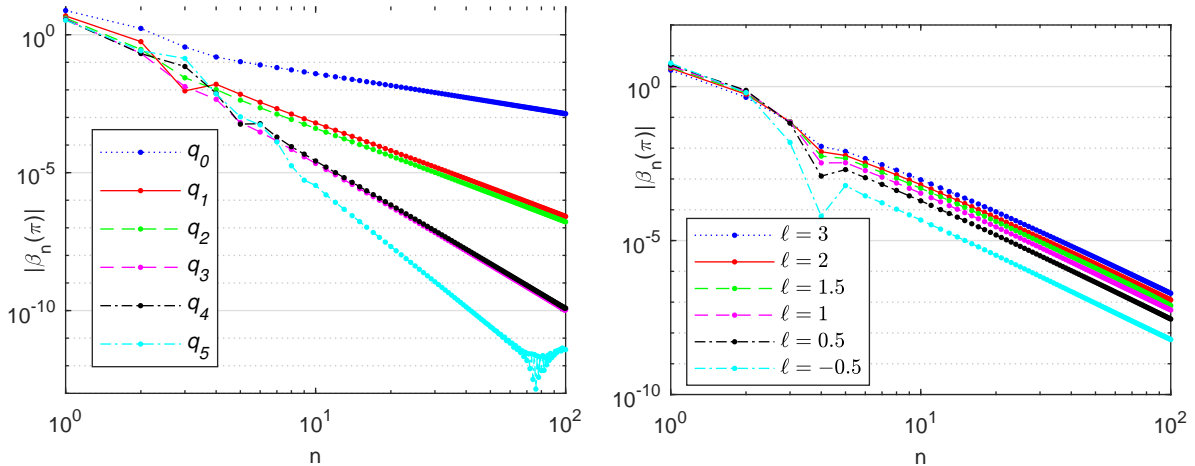 10^0
10^-5
10^-10
|β_n(π)|
q_0
q_1
q_2
q_3
q_4
q_5
10^0
10^1
10^2
n
10^0
10^-5
10^-10
|β_n(π)|
ℓ = 3
ℓ = 2
ℓ = 1.5
ℓ = 1
ℓ = 0.5
ℓ = −0.5
10^0
10^1
10^2
n